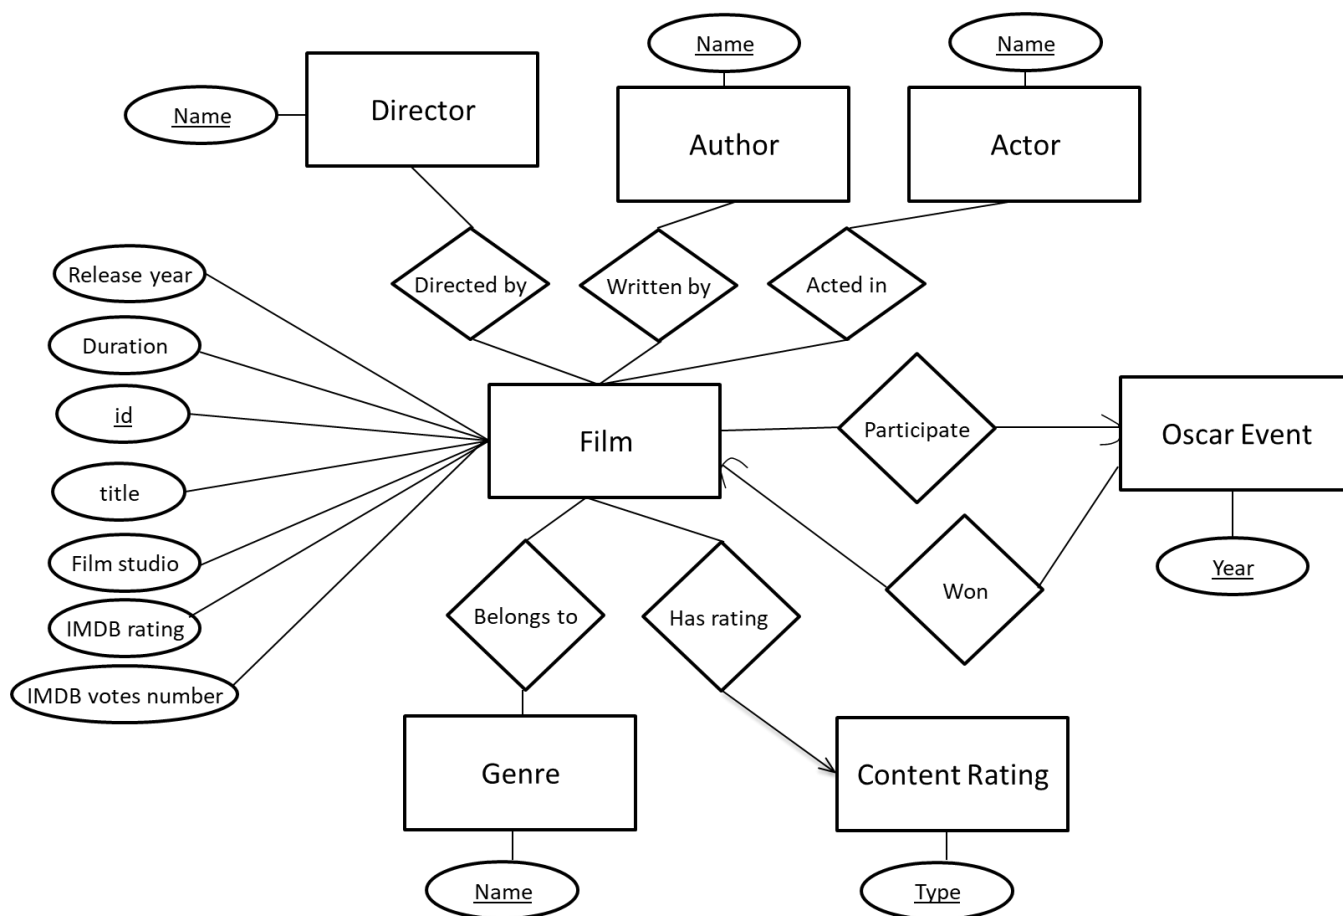 Name
Name
Director
Name
Author
Actor
Release year
Directed by
Written by
Acted in
Duration
id
Participate
Oscar Event
Film
title
Film studio
Year
Won
IMDB rating
Belongs to
Has rating
IMDB votes number
Genre
Content Rating
Name
Type